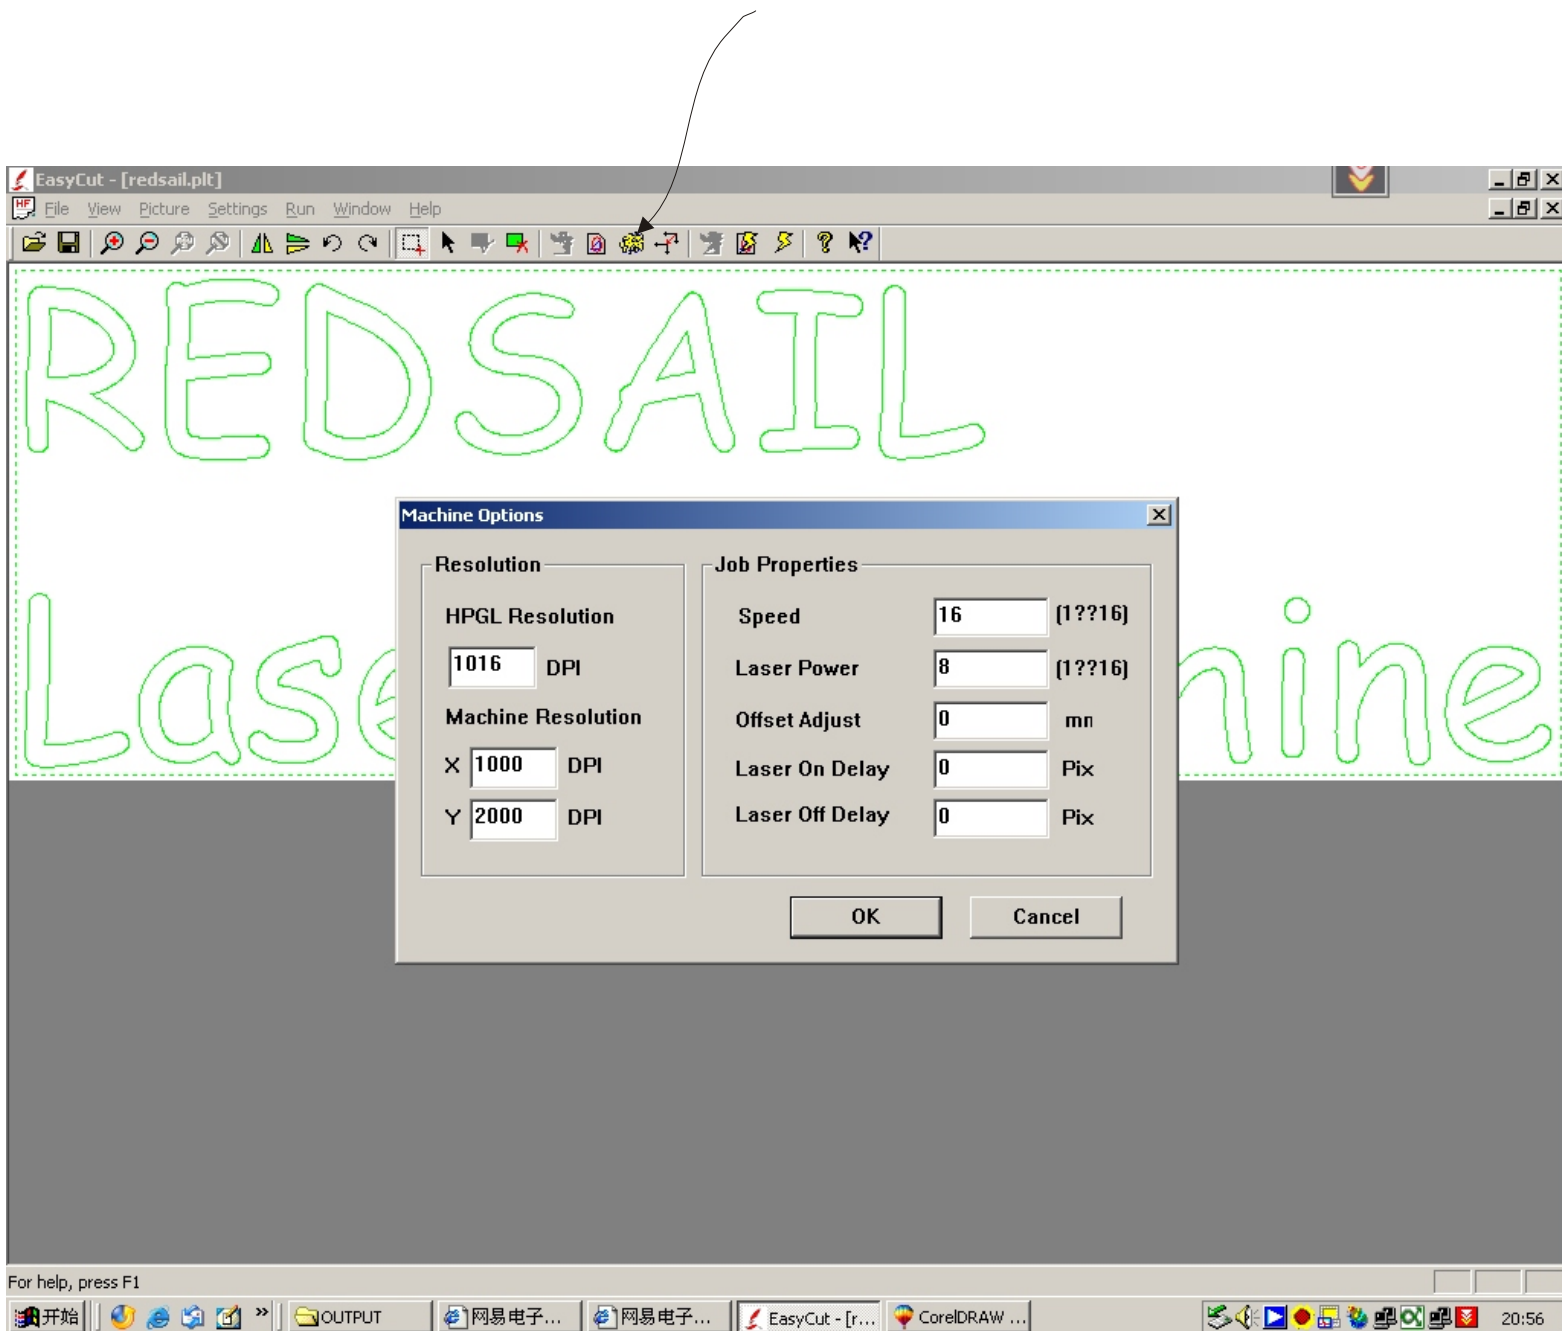 EasyCut - [redsail.plt]
File View Picture Settings Run Window Help
REDSAIL
Lase
nine
Machine Options
Resolution
HPGL Resolution
1016 DPI
Machine Resolution
X 1000 DPI
Y 2000 DPI
Job Properties
Speed 16 (1??16)
Laser Power 8 (1??16)
Offset Adjust 0 mn
Laser On Delay 0 Pix
Laser Off Delay 0 Pix
OK Cancel
For help, press F1
开始 » OUTPUT 网易电子... 网易电子... EasyCut - [r... CorelDRAW ... 20:56